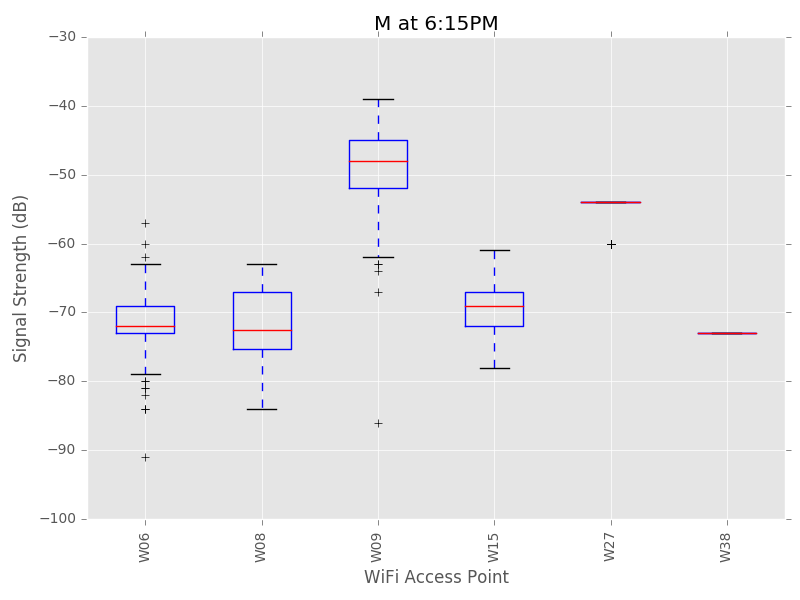 M at 6:15PM
−30
−40
−50
−60
−70
−80
−90
−100
Signal Strength (dB)
W06
W08
W09
W15
W27
W38
WiFi Access Point